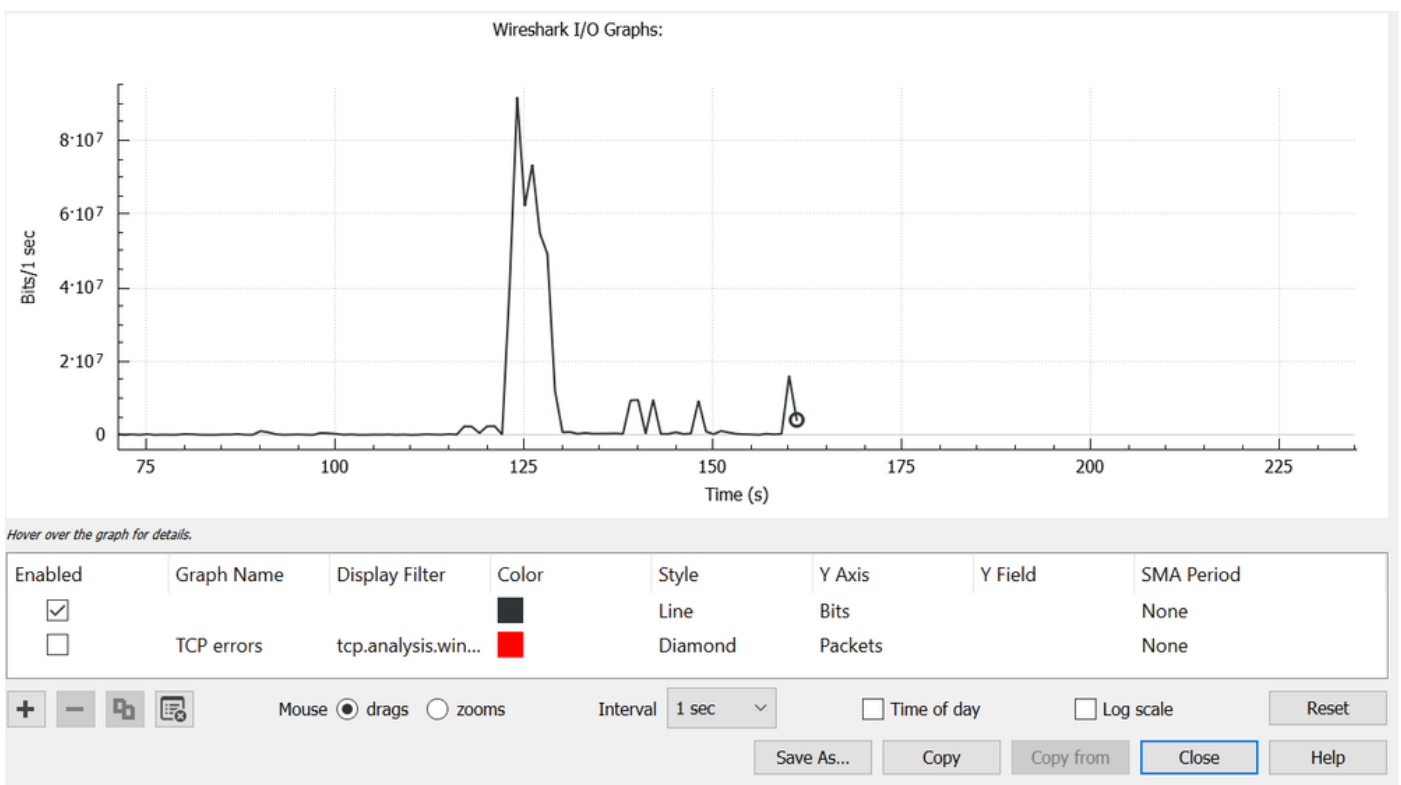 Wireshark I/O Graphs:
8·10⁷
6·10⁷
4·10⁷
2·10⁷
0
Bits/1 sec
75 100 125 150 175 200 225
Time (s)
Hover over the graph for details.
Enabled Graph Name Display Filter Color Style Y Axis Y Field SMA Period
Line Bits None
TCP errors tcp.analysis.win... Diamond Packets None
Mouse drags zooms Interval 1 sec Time of day Log scale Reset
Save As... Copy Copy from Close Help